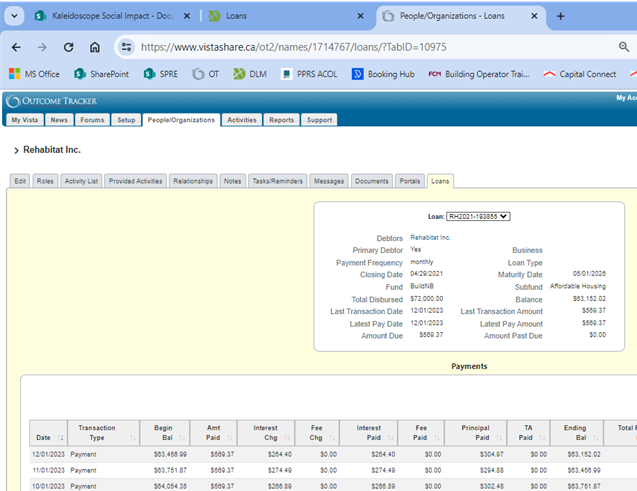 Kaleidoscope Social Impact - Docu
Loans
People/Organizations - Loans
https://www.vistashare.ca/ot2/names/1714767/loans/?TabID=10975
MS Office SharePoint SPRE OT DLM PPRS ACOL Booking Hub FCM Building Operator Trai... Capital Connect
OUTCOME TRACKER
My Acc
My Vista News Forums Setup People/Organizations Activities Reports Support
Rehabitat Inc.
Edit Roles Activity List Provided Activities Relationships Notes Tasks/Reminders Messages Documents Portals Loans
Loan: RH2021-193855
Debtors Rehabitat Inc.
Primary Debtor Yes Business
Payment Frequency monthly Loan Type
Closing Date 04/29/2021 Maturity Date 05/01/2026
Fund BuildNB Subfund Affordable Housing
Total Disbursed $72,000.00 Balance $63,152.02
Last Transaction Date 12/01/2023 Last Transaction Amount $569.37
Latest Pay Date 12/01/2023 Latest Pay Amount $569.37
Amount Due $569.37 Amount Past Due $0.00
Payments
Date Transaction Type Begin Bal Amt Paid Interest Chg Fee Chg Interest Paid Fee Paid Principal Paid TA Paid Ending Bal Total
12/01/2023 Payment $63,456.99 $569.37 $264.40 $0.00 $264.40 $0.00 $304.97 $0.00 $63,152.02
11/01/2023 Payment $63,751.87 $569.37 $274.49 $0.00 $274.49 $0.00 $294.88 $0.00 $63,456.99
10/01/2023 Payment $64,054.35 $569.37 $266.89 $0.00 $266.89 $0.00 $302.48 $0.00 $63,751.87